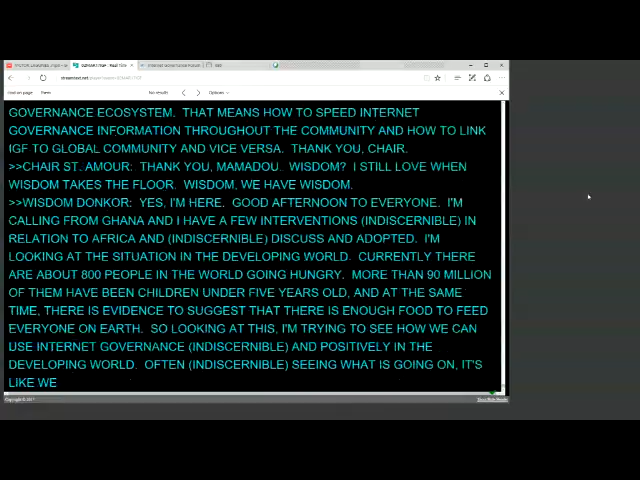 streamtext.net
Find on page
No results
Options
GOVERNANCE ECOSYSTEM. THAT MEANS HOW TO SPEED INTERNET
GOVERNANCE INFORMATION THROUGHOUT THE COMMUNITY AND HOW TO LINK
IGF TO GLOBAL COMMUNITY AND VICE VERSA. THANK YOU, CHAIR.
>>CHAIR ST. AMOUR: THANK YOU, MAMADOU. WISDOM? I STILL LOVE WHEN
WISDOM TAKES THE FLOOR. WISDOM, WE HAVE WISDOM.
>>WISDOM DONKOR: YES, I'M HERE. GOOD AFTERNOON TO EVERYONE. I'M
CALLING FROM GHANA AND I HAVE A FEW INTERVENTIONS (INDISCERNIBLE) IN
RELATION TO AFRICA AND (INDISCERNIBLE) DISCUSS AND ADOPTED. I'M
LOOKING AT THE SITUATION IN THE DEVELOPING WORLD. CURRENTLY THERE
ARE ABOUT 800 PEOPLE IN THE WORLD GOING HUNGRY. MORE THAN 90 MILLION
OF THEM HAVE BEEN CHILDREN UNDER FIVE YEARS OLD, AND AT THE SAME
TIME, THERE IS EVIDENCE TO SUGGEST THAT THERE IS ENOUGH FOOD TO FEED
EVERYONE ON EARTH. SO LOOKING AT THIS, I'M TRYING TO SEE HOW WE CAN
USE INTERNET GOVERNANCE (INDISCERNIBLE) AND POSITIVELY IN THE
DEVELOPING WORLD. OFTEN (INDISCERNIBLE) SEEING WHAT IS GOING ON, IT'S
LIKE WE